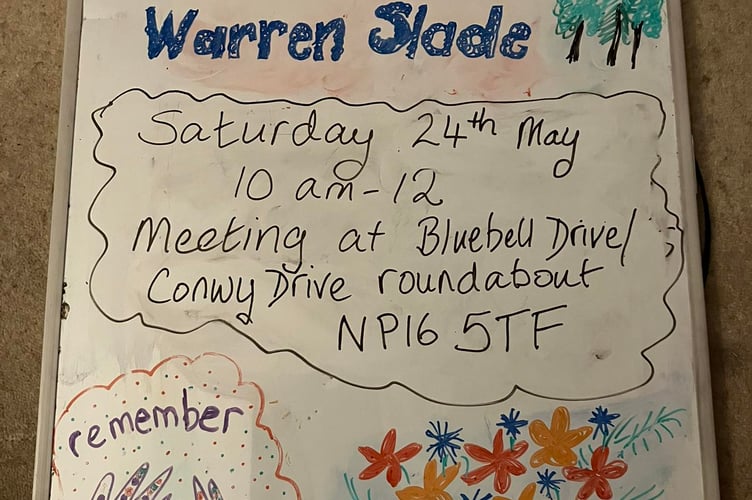 Warren Slade
Saturday 24th May
10 am-12
Meeting at Bluebell Drive/
Conwy Drive roundabout
NP16 5TF
remember